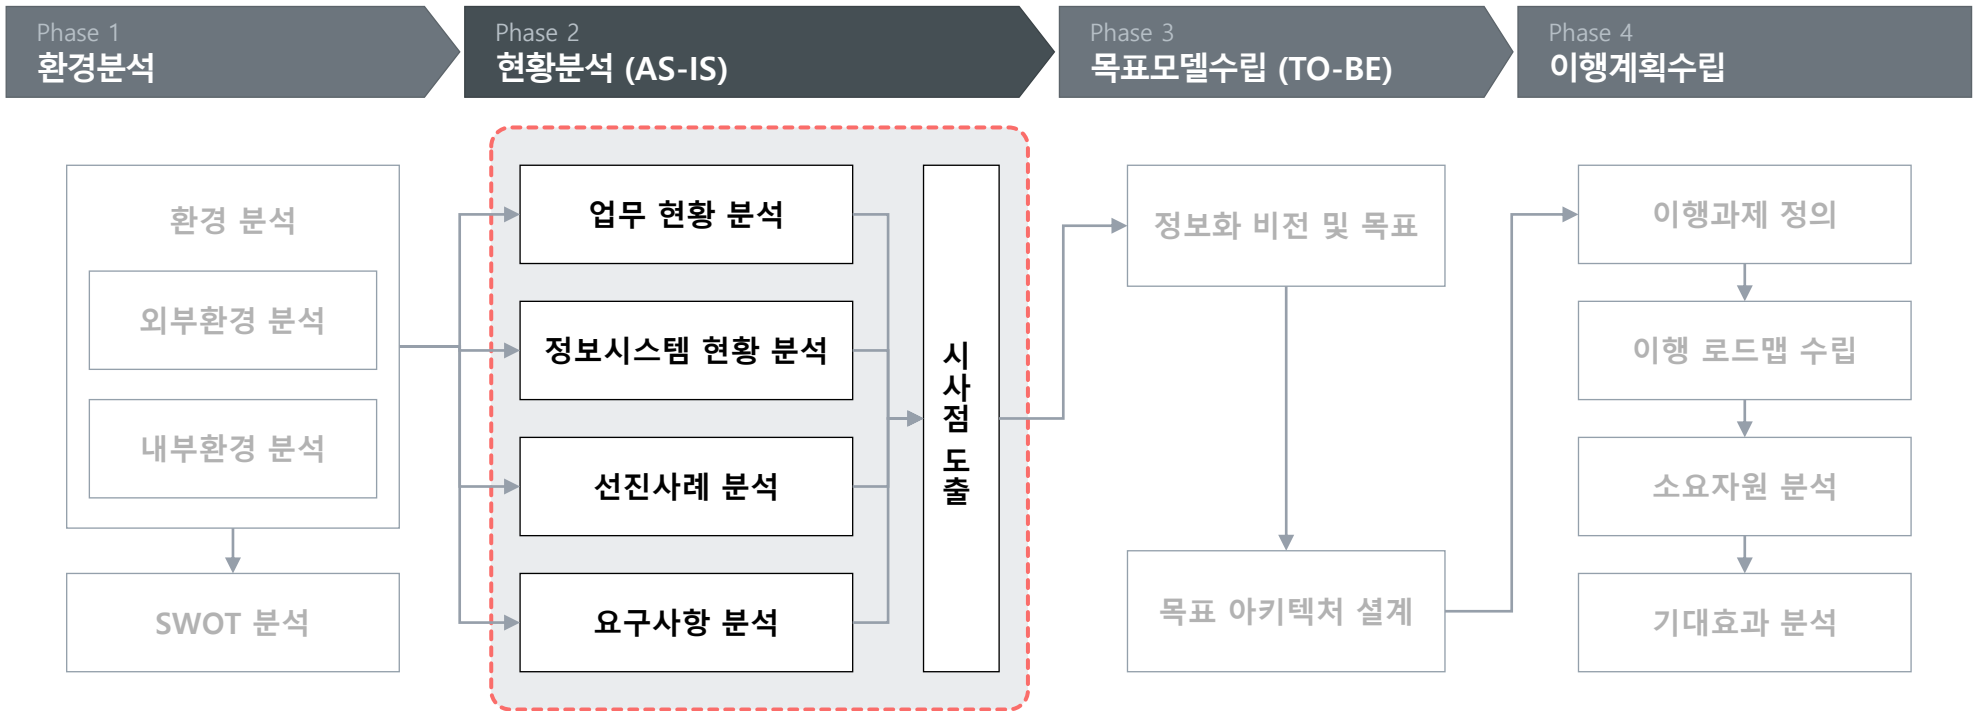 Phase 1
환경분석
Phase 2
현황분석 (AS-IS)
Phase 3
목표모델수립 (TO-BE)
Phase 4
이행계획수립
환경 분석
외부환경 분석
내부환경 분석
SWOT 분석
업무 현황 분석
정보시스템 현황 분석
선진사례 분석
요구사항 분석
시사점 도출
정보화 비전 및 목표
목표 아키텍처 설계
이행과제 정의
이행 로드맵 수립
소요자원 분석
기대효과 분석